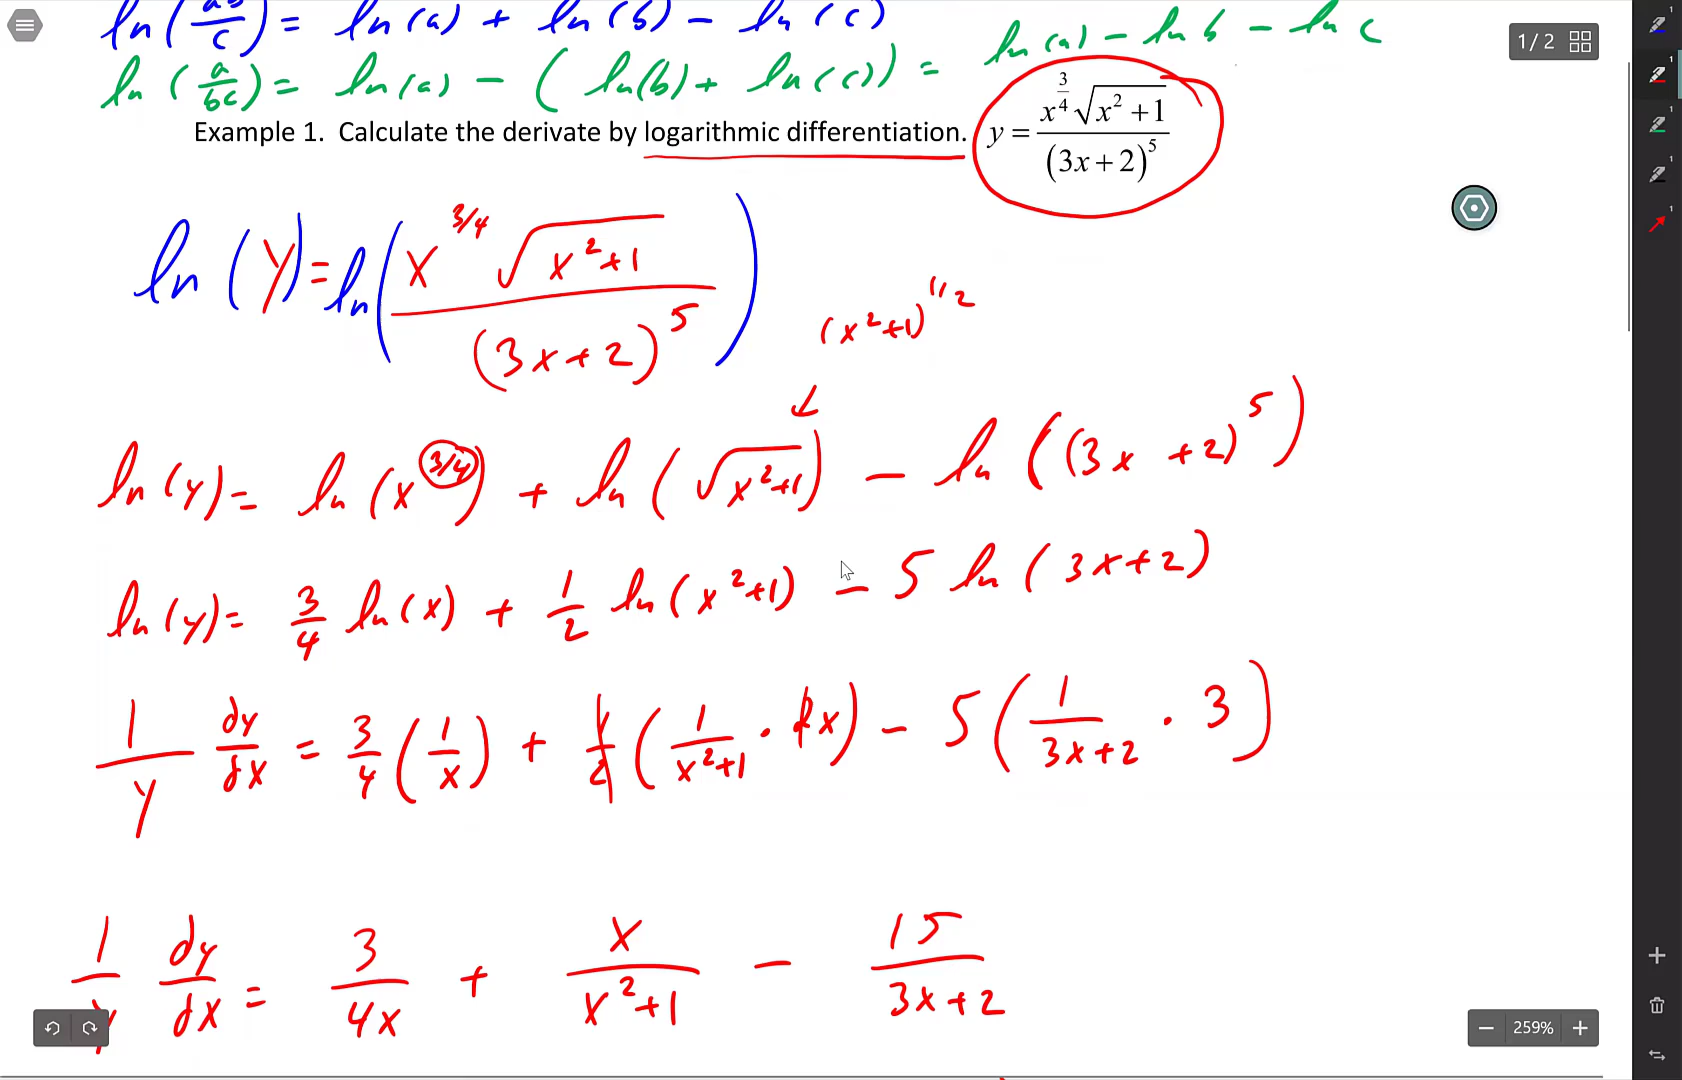 ln(ab/c) = ln(a) + ln(b) - ln(c)
ln(a/bc) = ln(a) - (ln(b) + ln(c)) = ln(a) - ln b - ln c
1/2
Example 1.  Calculate the derivate by logarithmic differentiation.  y = x^(3/4) √(x² + 1) / (3x + 2)^5
ln(y) = ln( x^(3/4) √(x²+1) / (3x+2)^5 )
(x²+1)^(1/2)
↓
ln(y) = ln(x^(3/4)) + ln(√(x²+1)) - ln((3x+2)^5)
ln(y) = 3/4 ln(x) + 1/2 ln(x²+1) - 5 ln(3x+2)
1/y dy/dx = 3/4 (1/x) + 1/2 (1/(x²+1) · 2x) - 5 (1/(3x+2) · 3)
1/y dy/dx = 3/(4x) + x/(x²+1) - 15/(3x+2)
259%